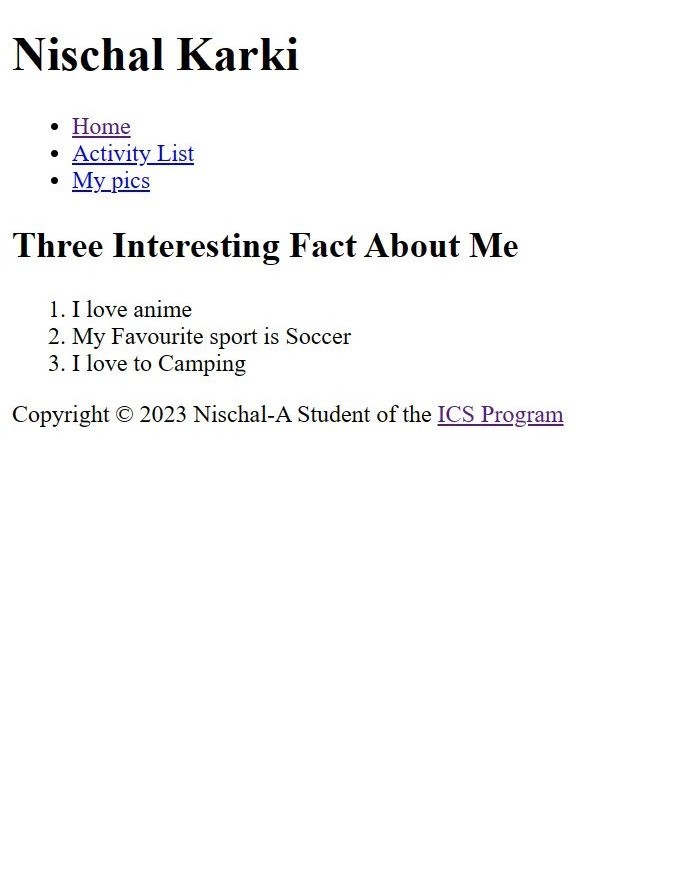 Nischal Karki
Home
Activity List
My pics
Three Interesting Fact About Me
1. I love anime
2. My Favourite sport is Soccer
3. I love to Camping
Copyright © 2023 Nischal-A Student of the ICS Program